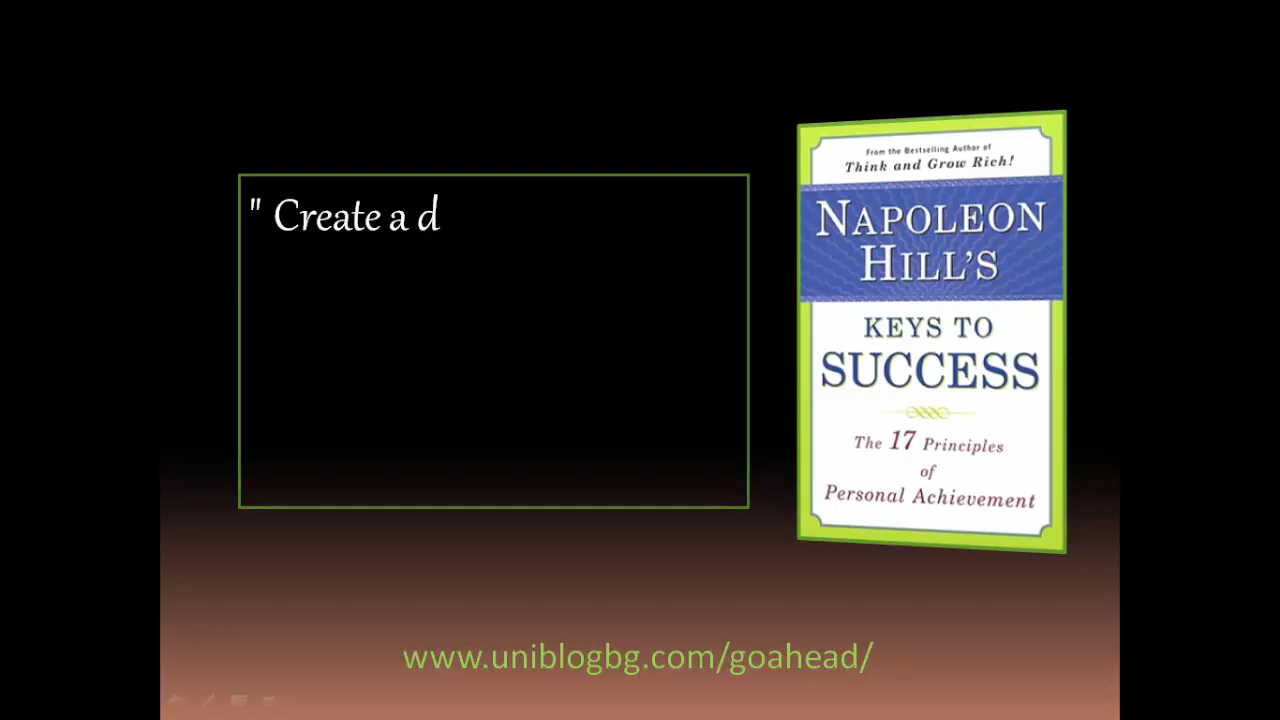 " Create a d
From the Bestselling Author of
Think and Grow Rich!
NAPOLEON
HILL'S
KEYS TO
SUCCESS
The 17 Principles
of
Personal Achievement
www.uniblogbg.com/goahead/